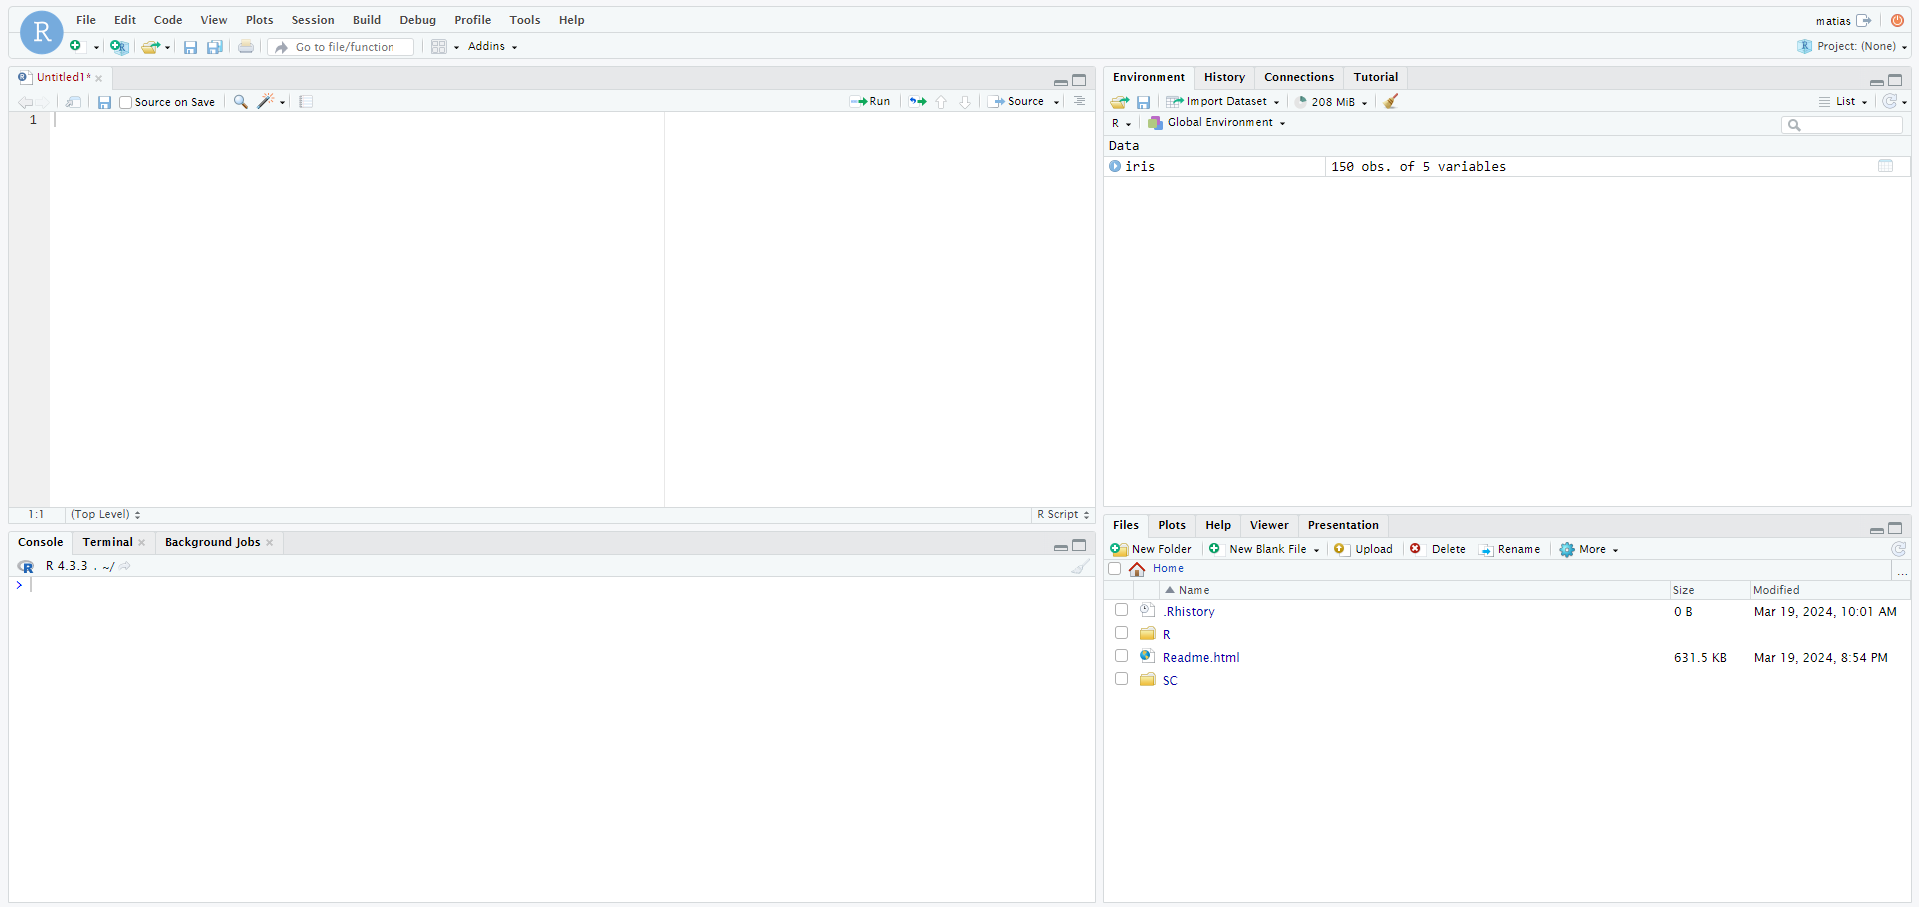 R File Edit Code View Plots Session Build Debug Profile Tools Help matias
Go to file/function Addins Project: (None)
Untitled1*
Source on Save Run Source
1
1:1 (Top Level) R Script
Console Terminal Background Jobs
R 4.3.3 . ~/
>
Environment History Connections Tutorial
Import Dataset 208 MiB List
R Global Environment
Data
iris 150 obs. of 5 variables
Files Plots Help Viewer Presentation
New Folder New Blank File Upload Delete Rename More
Home ...
Name Size Modified
.Rhistory 0 B Mar 19, 2024, 10:01 AM
R
Readme.html 631.5 KB Mar 19, 2024, 8:54 PM
SC